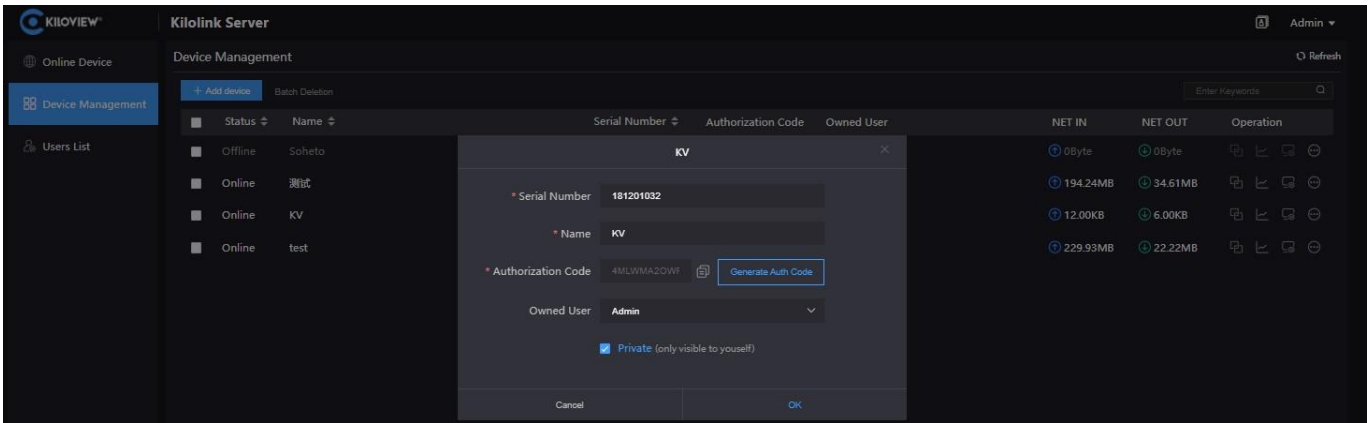 KILOVIEW
Kilolink Server
Admin
Online Device
Device Management
Users List
Device Management
Refresh
+ Add device Batch Deletion Enter Keywords
Status Name Serial Number Authorization Code Owned User NET IN NET OUT Operation
Offline Soheto 0Byte 0Byte
Online 测试 194.24MB 34.61MB
Online KV 12.00KB 6.00KB
Online test 229.93MB 22.22MB
KV
* Serial Number 181201032
* Name KV
* Authorization Code 4MLWMA2OWF Generate Auth Code
Owned User Admin
Private (only visible to youself)
Cancel OK